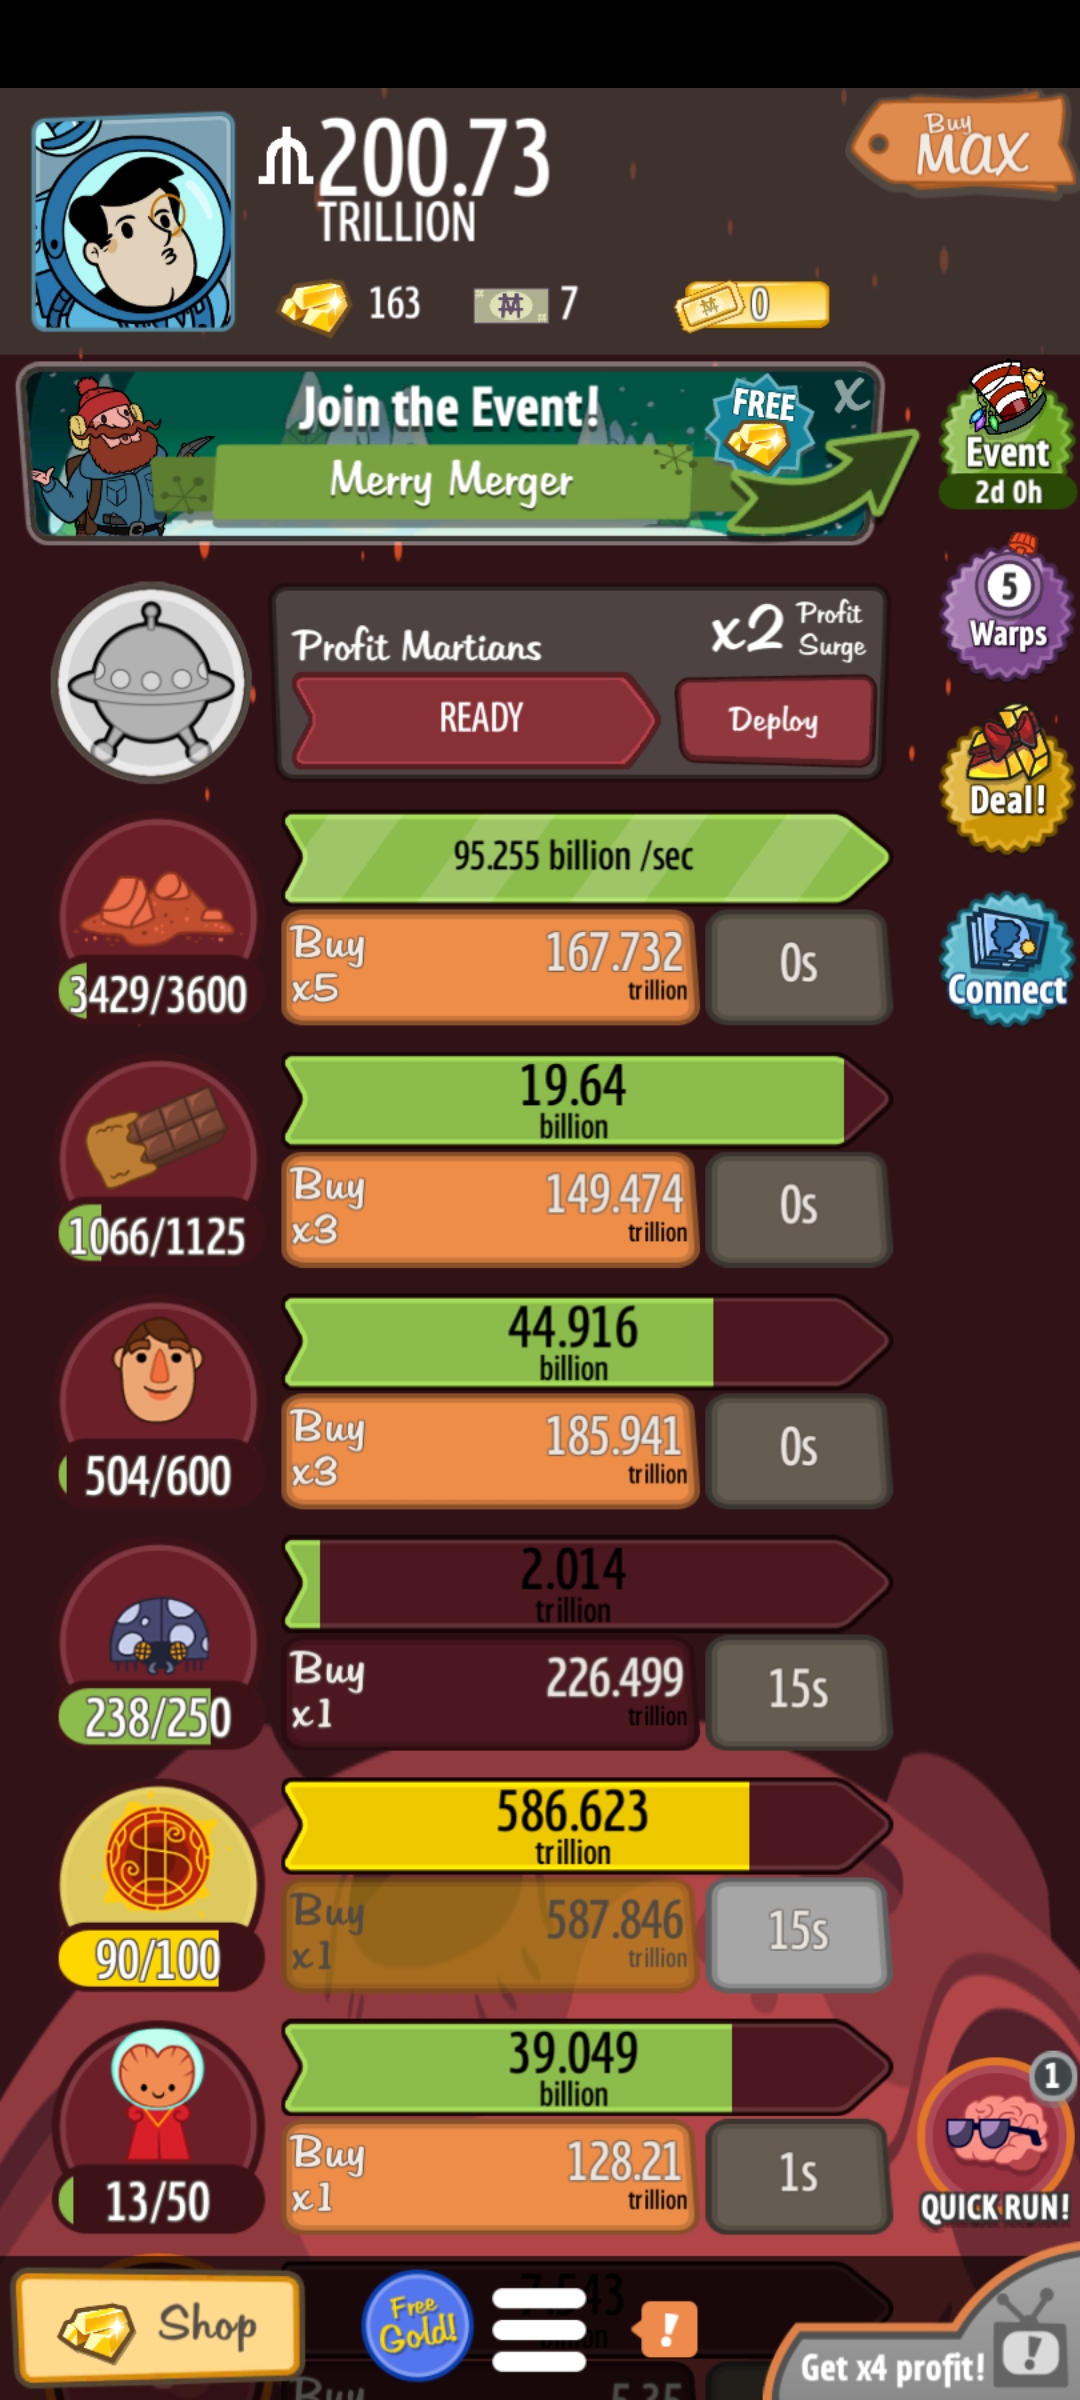 200.73
TRILLION
Buy
MAX
163
7
0
Join the Event!
Merry Merger
FREE
X
Event
2d 0h
5
Warps
Profit Martians
x2 Profit
Surge
READY
Deploy
Deal!
95.255 billion /sec
Buy
x5
167.732
trillion
0s
3429/3600
Connect
19.64
billion
Buy
x3
149.474
trillion
0s
1066/1125
44.916
billion
Buy
x3
185.941
trillion
0s
504/600
2.014
trillion
Buy
x1
226.499
trillion
15s
238/250
586.623
trillion
Buy
x1
587.846
trillion
15s
90/100
39.049
billion
Buy
x1
128.21
trillion
1s
13/50
1
QUICK RUN!
Shop
Free
Gold!
!
Get x4 profit!
!
Buy
5.35